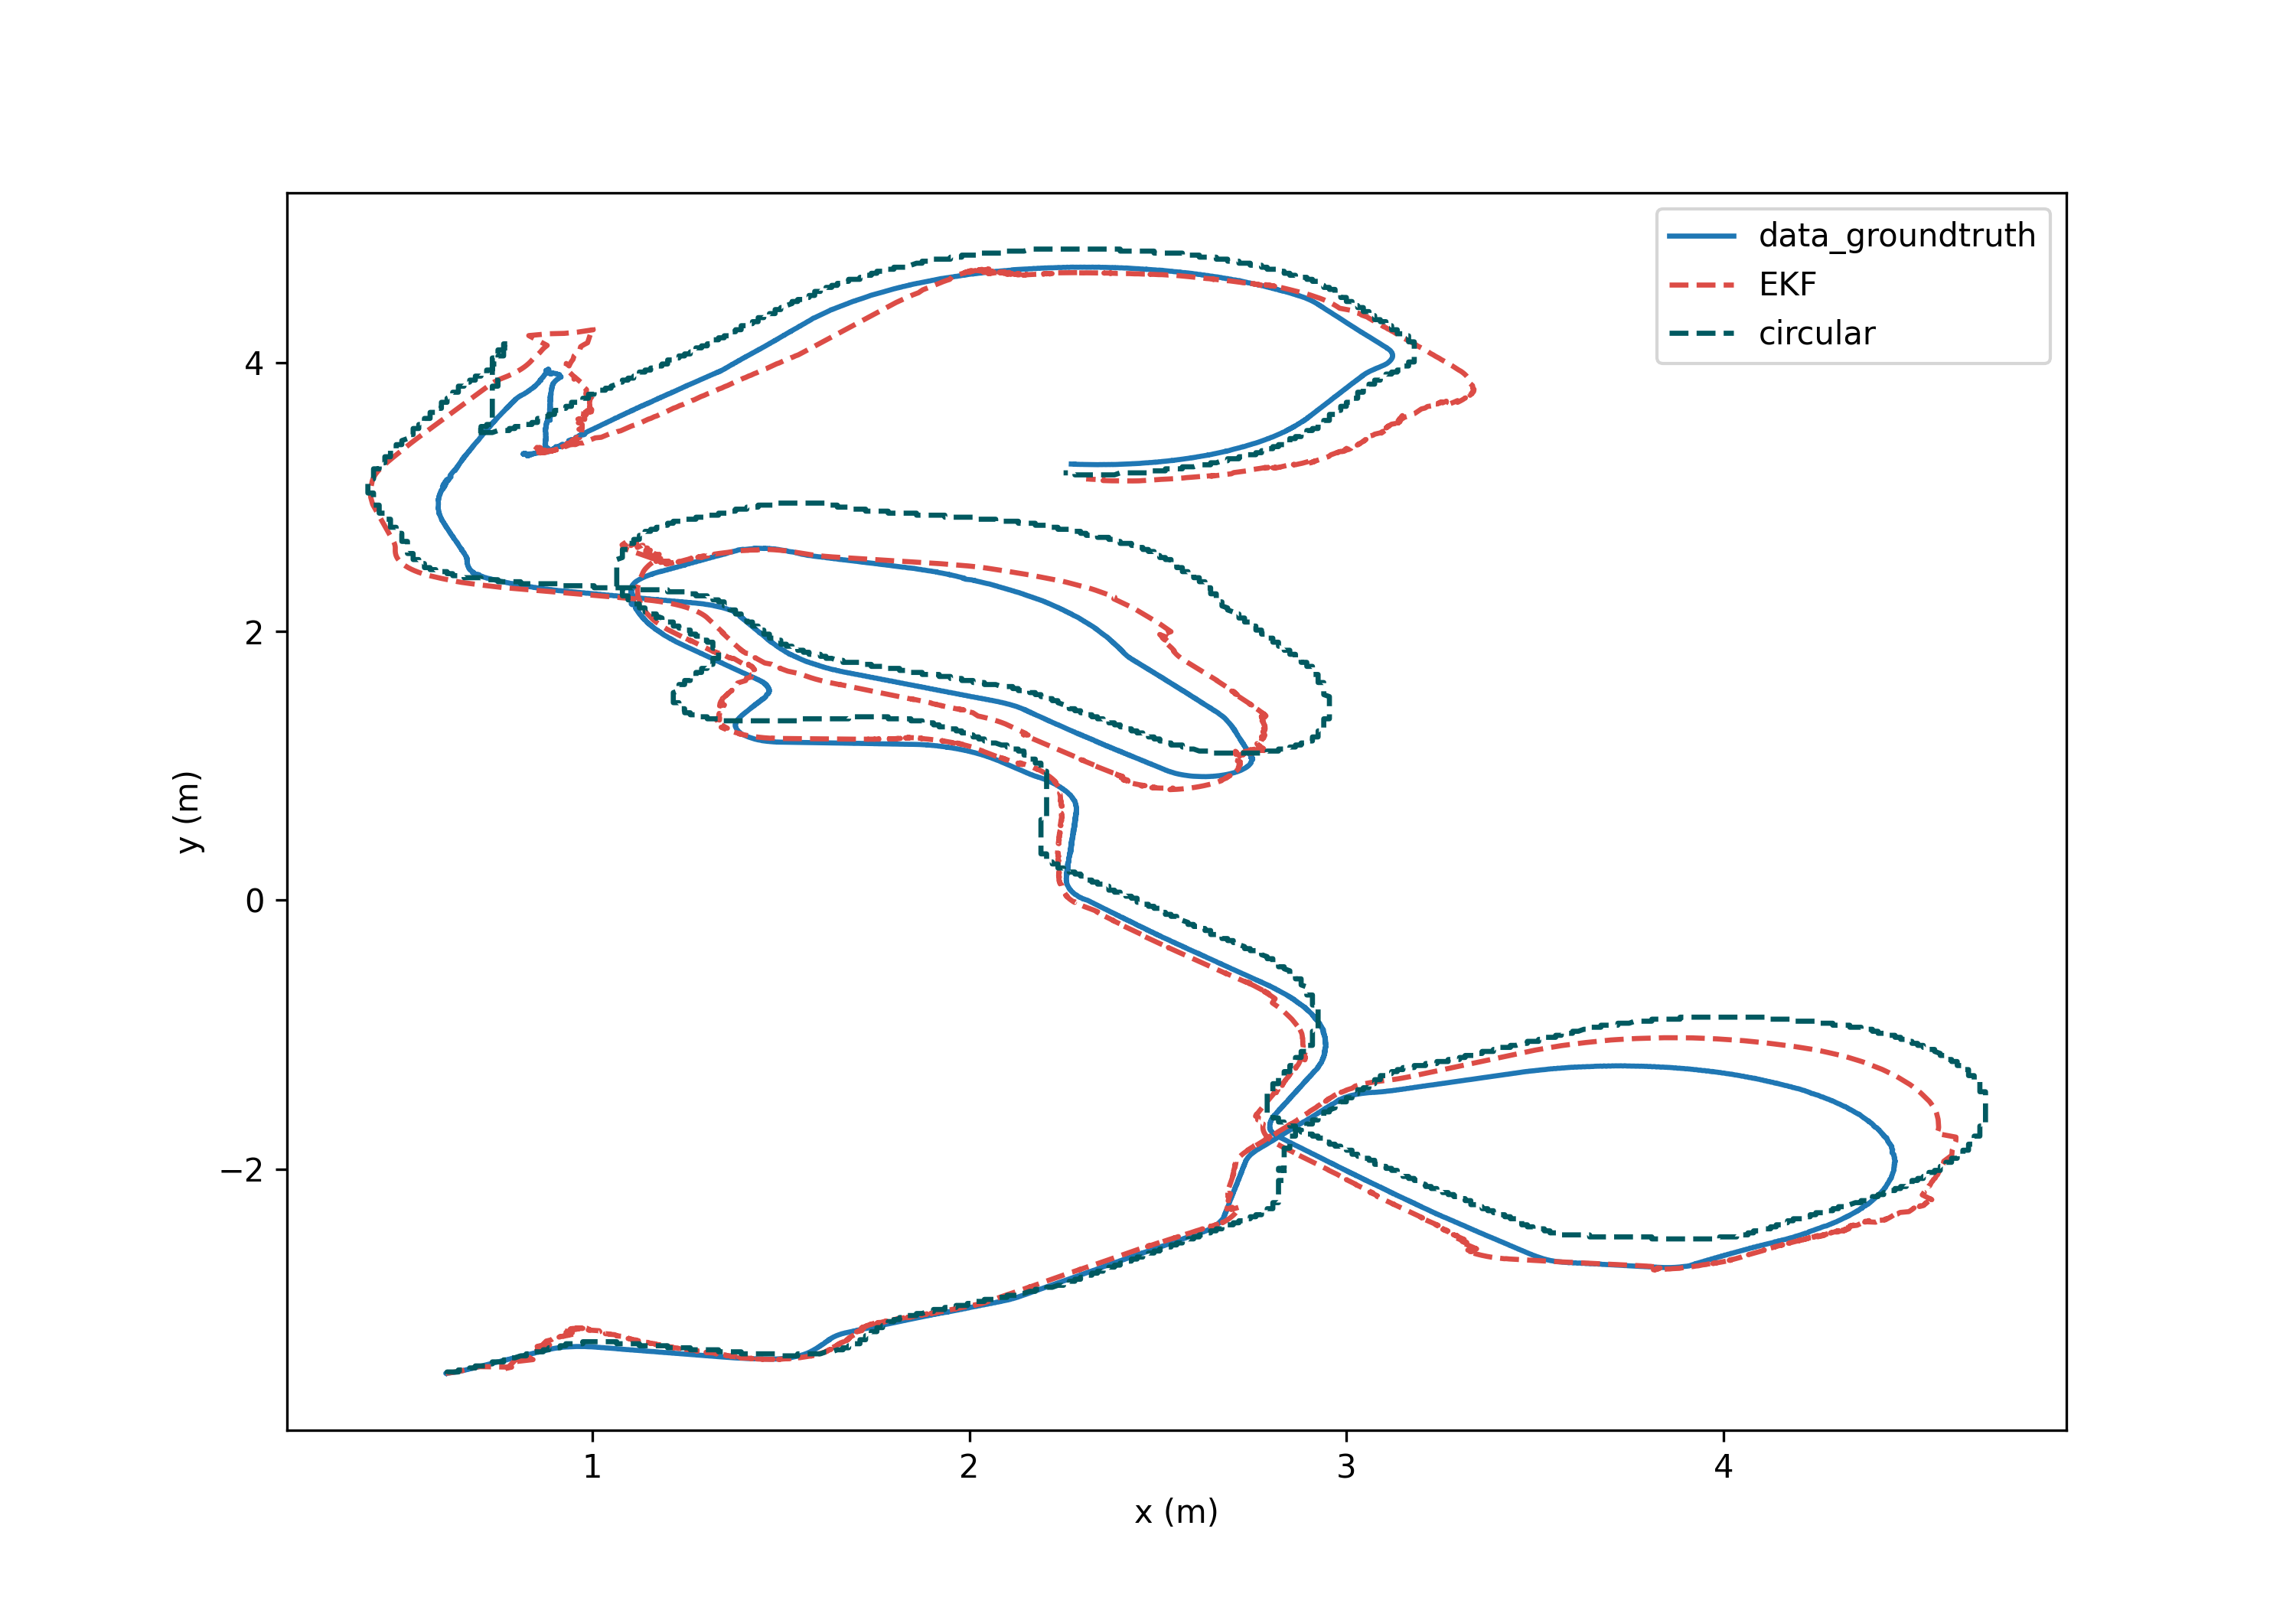 data_groundtruth
EKF
circular
4
2
0
−2
y (m)
1 2 3 4
x (m)